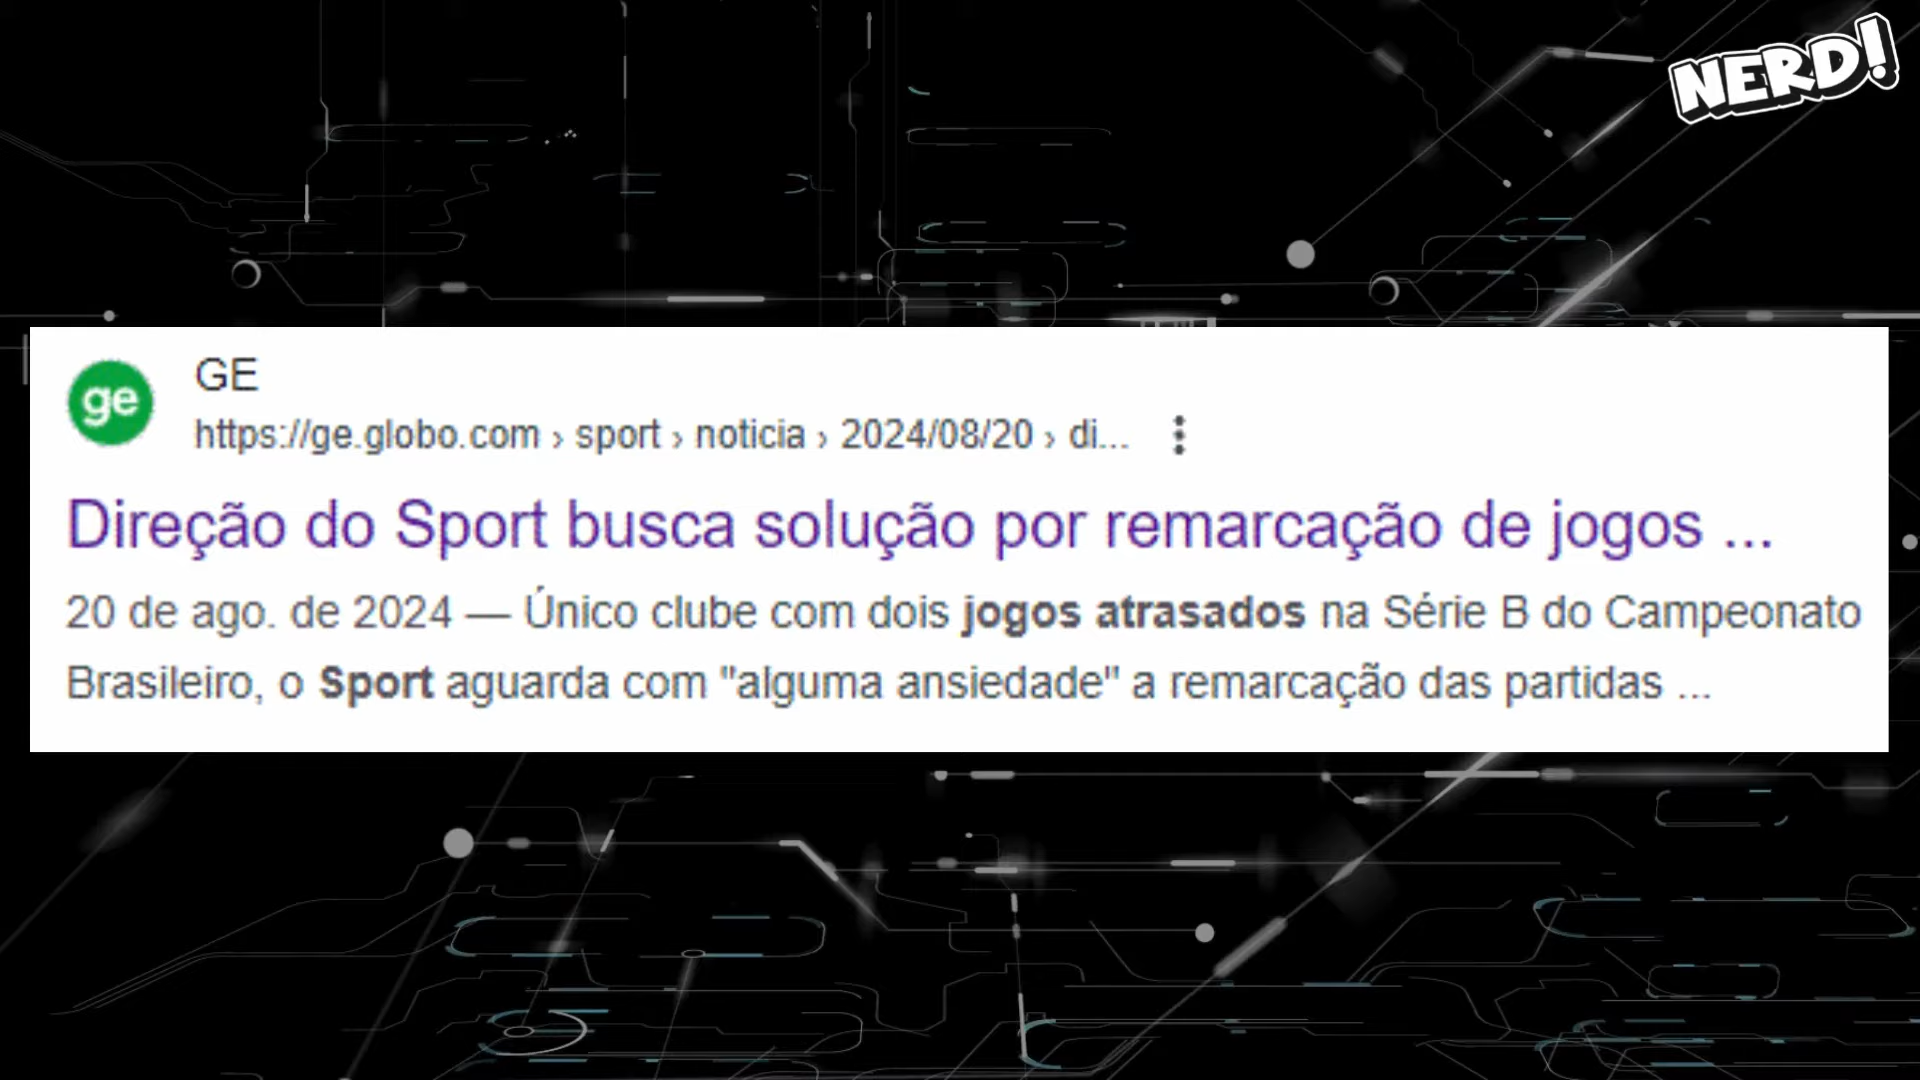 NERD!
ge
GE
https://ge.globo.com › sport › noticia › 2024/08/20 › di...
Direção do Sport busca solução por remarcação de jogos ...
20 de ago. de 2024 — Único clube com dois jogos atrasados na Série B do Campeonato
Brasileiro, o Sport aguarda com "alguma ansiedade" a remarcação das partidas ...